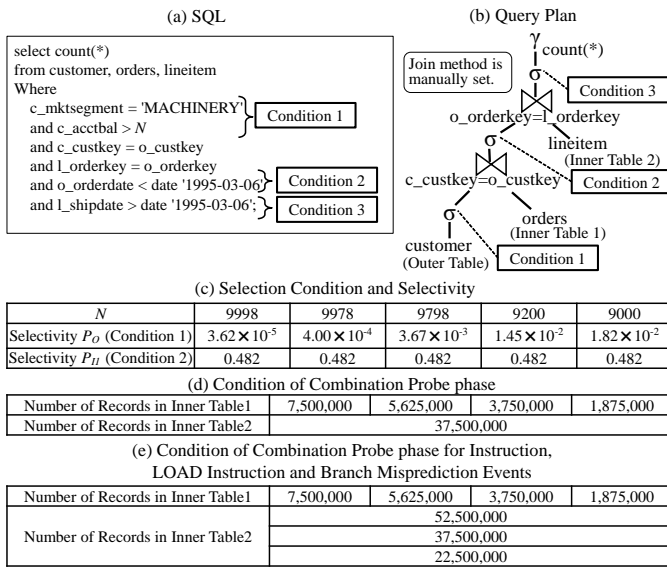 (a) SQL
select count(*)
from customer, orders, lineitem
Where
c_mktsegment = 'MACHINERY'
and c_acctbal > N
and c_custkey = o_custkey
and l_orderkey = o_orderkey
and o_orderdate < date '1995-03-06'
and l_shipdate > date '1995-03-06';
Condition 1
Condition 2
Condition 3
(b) Query Plan
Join method is
manually set.
γ
count(*)
σ
Condition 3
o_orderkey=l_orderkey
σ
lineitem
(Inner Table 2)
Condition 2
c_custkey=o_custkey
σ
orders
(Inner Table 1)
customer
(Outer Table)
Condition 1
(c) Selection Condition and Selectivity
N 9998 9978 9798 9200 9000
Selectivity P_O (Condition 1) 3.62×10⁻⁵ 4.00×10⁻⁴ 3.67×10⁻³ 1.45×10⁻² 1.82×10⁻²
Selectivity P_I1 (Condition 2) 0.482 0.482 0.482 0.482 0.482
(d) Condition of Combination Probe phase
Number of Records in Inner Table1 7,500,000 5,625,000 3,750,000 1,875,000
Number of Records in Inner Table2 37,500,000
(e) Condition of Combination Probe phase for Instruction,
LOAD Instruction and Branch Misprediction Events
Number of Records in Inner Table1 7,500,000 5,625,000 3,750,000 1,875,000
Number of Records in Inner Table2
52,500,000
37,500,000
22,500,000